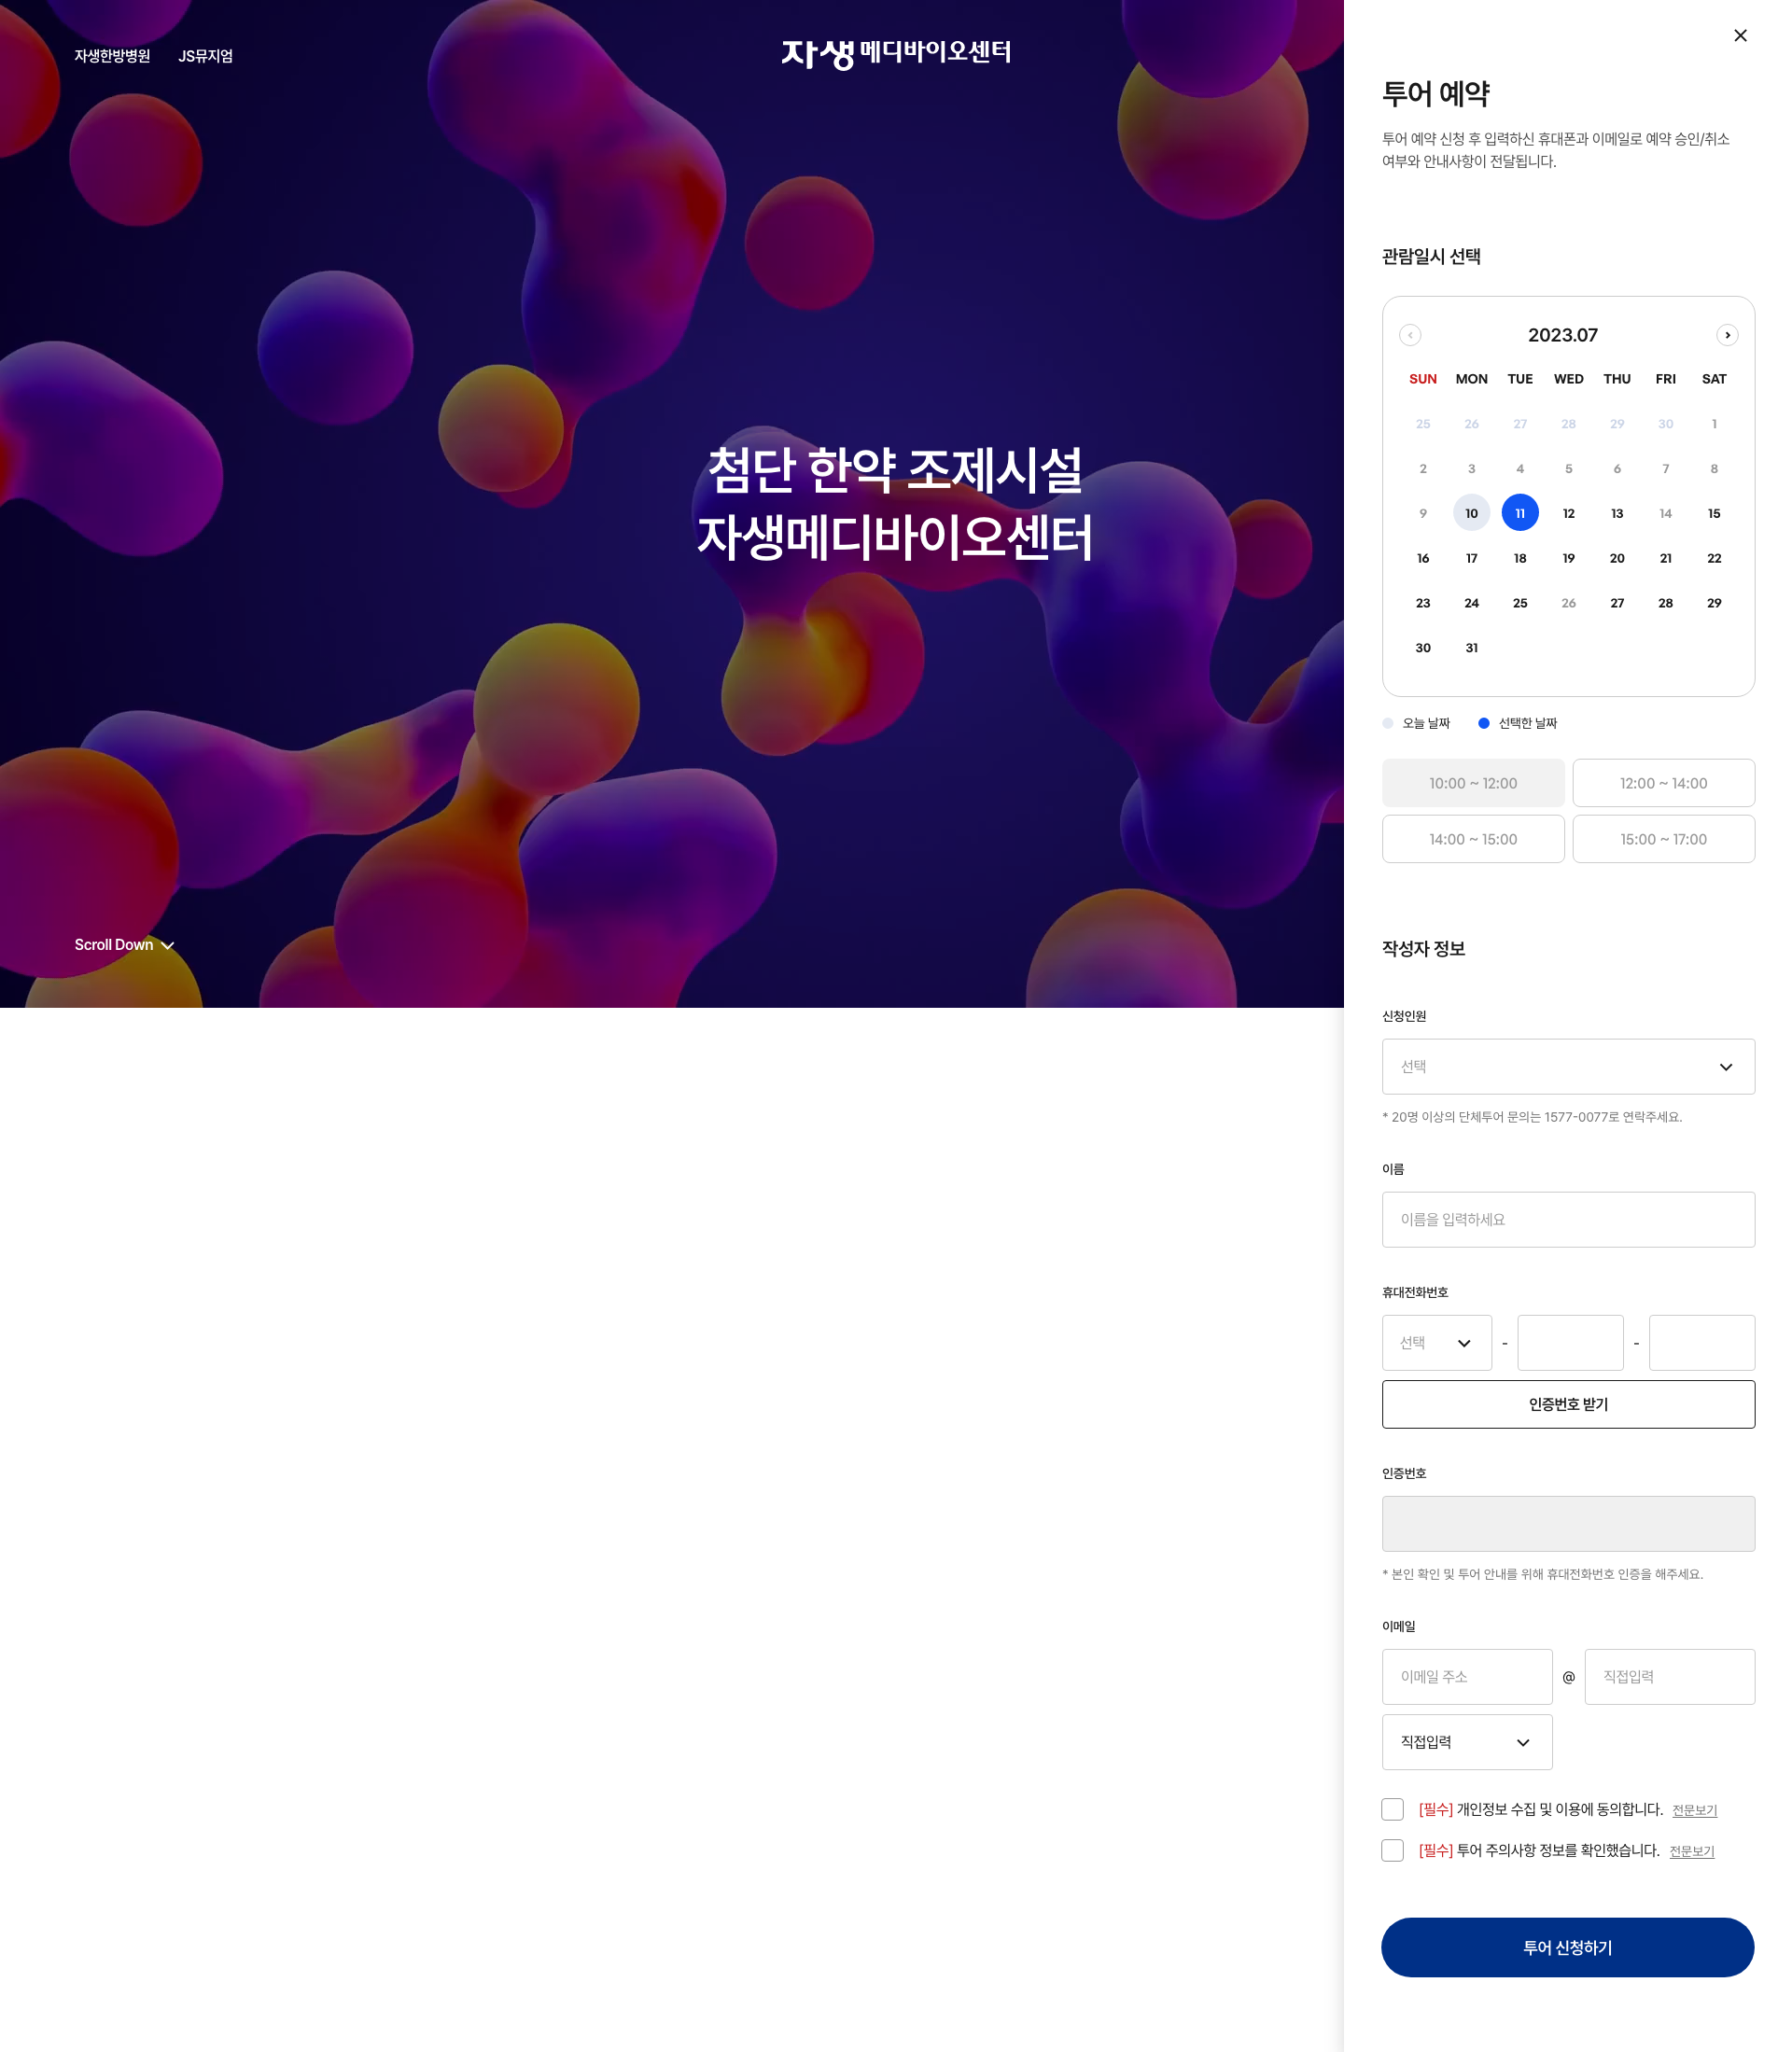 자생한방병원 JS뮤지엄
자생 메디바이오센터
첨단 한약 조제시설
자생메디바이오센터
Scroll Down
투어 예약
투어 예약 신청 후 입력하신 휴대폰과 이메일로 예약 승인/취소
여부와 안내사항이 전달됩니다.
관람일시 선택
2023.07
SUN MON TUE WED THU FRI SAT
25 26 27 28 29 30 1
2 3 4 5 6 7 8
9 10 11 12 13 14 15
16 17 18 19 20 21 22
23 24 25 26 27 28 29
30 31
오늘 날짜 선택한 날짜
10:00 ~ 12:00 12:00 ~ 14:00
14:00 ~ 15:00 15:00 ~ 17:00
작성자 정보
신청인원
선택
* 20명 이상의 단체투어 문의는 1577-0077로 연락주세요.
이름
이름을 입력하세요
휴대전화번호
선택 - -
인증번호 받기
인증번호
* 본인 확인 및 투어 안내를 위해 휴대전화번호 인증을 해주세요.
이메일
이메일 주소 @ 직접입력
직접입력
[필수] 개인정보 수집 및 이용에 동의합니다. 전문보기
[필수] 투어 주의사항 정보를 확인했습니다. 전문보기
투어 신청하기